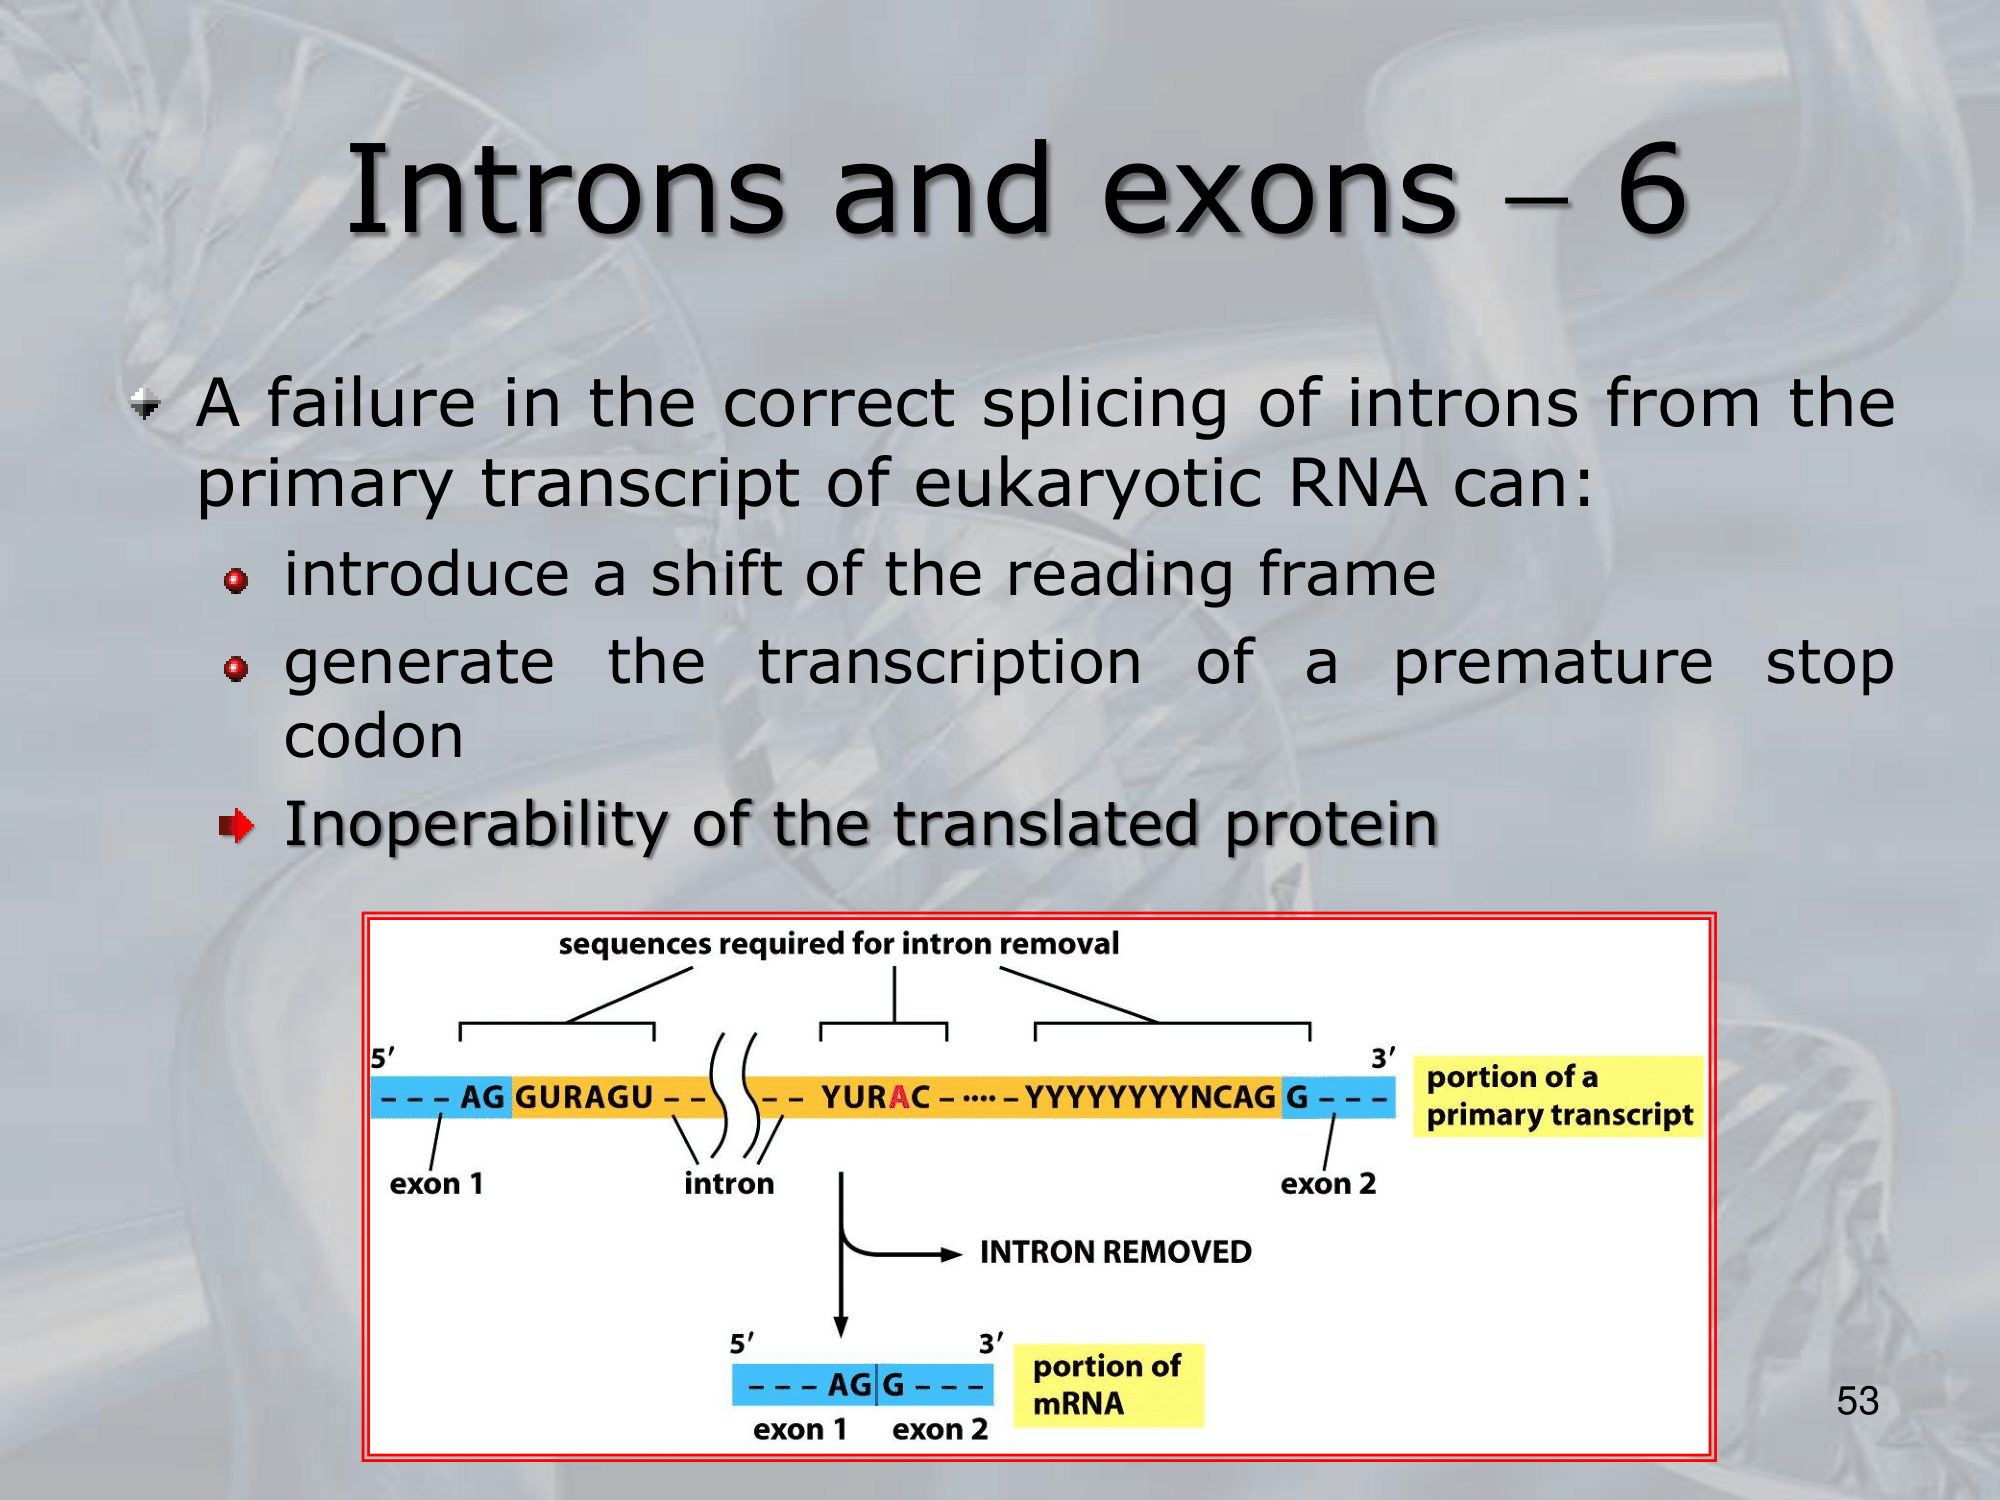 Introns and exons – 6
A failure in the correct splicing of introns from the
primary transcript of eukaryotic RNA can:
introduce a shift of the reading frame
generate the transcription of a premature stop
codon
Inoperability of the translated protein
sequences required for intron removal
5′ 3′
– – – AG GURAGU – – – – YURAC – ···· – YYYYYYYYNCAG G – – –
portion of a
primary transcript
exon 1 intron exon 2
INTRON REMOVED
5′ 3′
– – – AG G – – –
portion of
mRNA
exon 1 exon 2
53